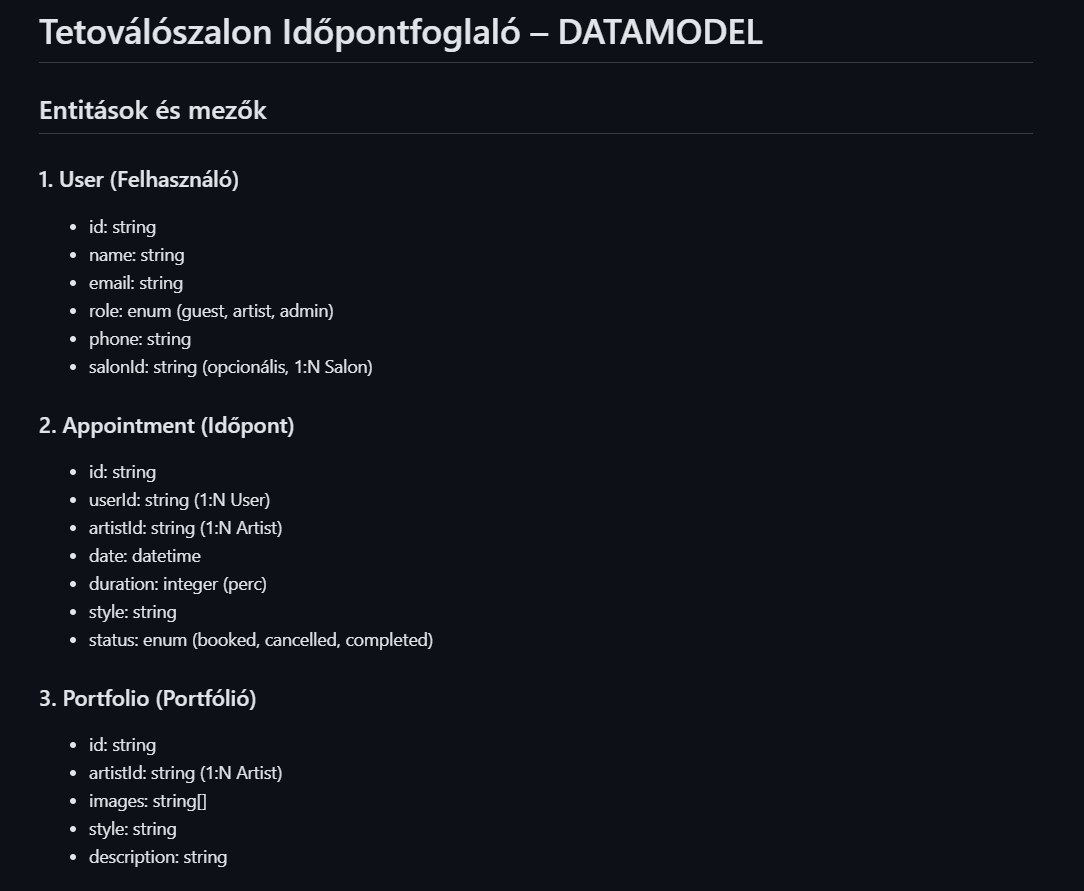 Tetoválószalon Időpontfoglaló – DATAMODEL
Entitások és mezők
1. User (Felhasználó)
• id: string
• name: string
• email: string
• role: enum (guest, artist, admin)
• phone: string
• salonId: string (opcionális, 1:N Salon)
2. Appointment (Időpont)
• id: string
• userId: string (1:N User)
• artistId: string (1:N Artist)
• date: datetime
• duration: integer (perc)
• style: string
• status: enum (booked, cancelled, completed)
3. Portfolio (Portfólió)
• id: string
• artistId: string (1:N Artist)
• images: string[]
• style: string
• description: string